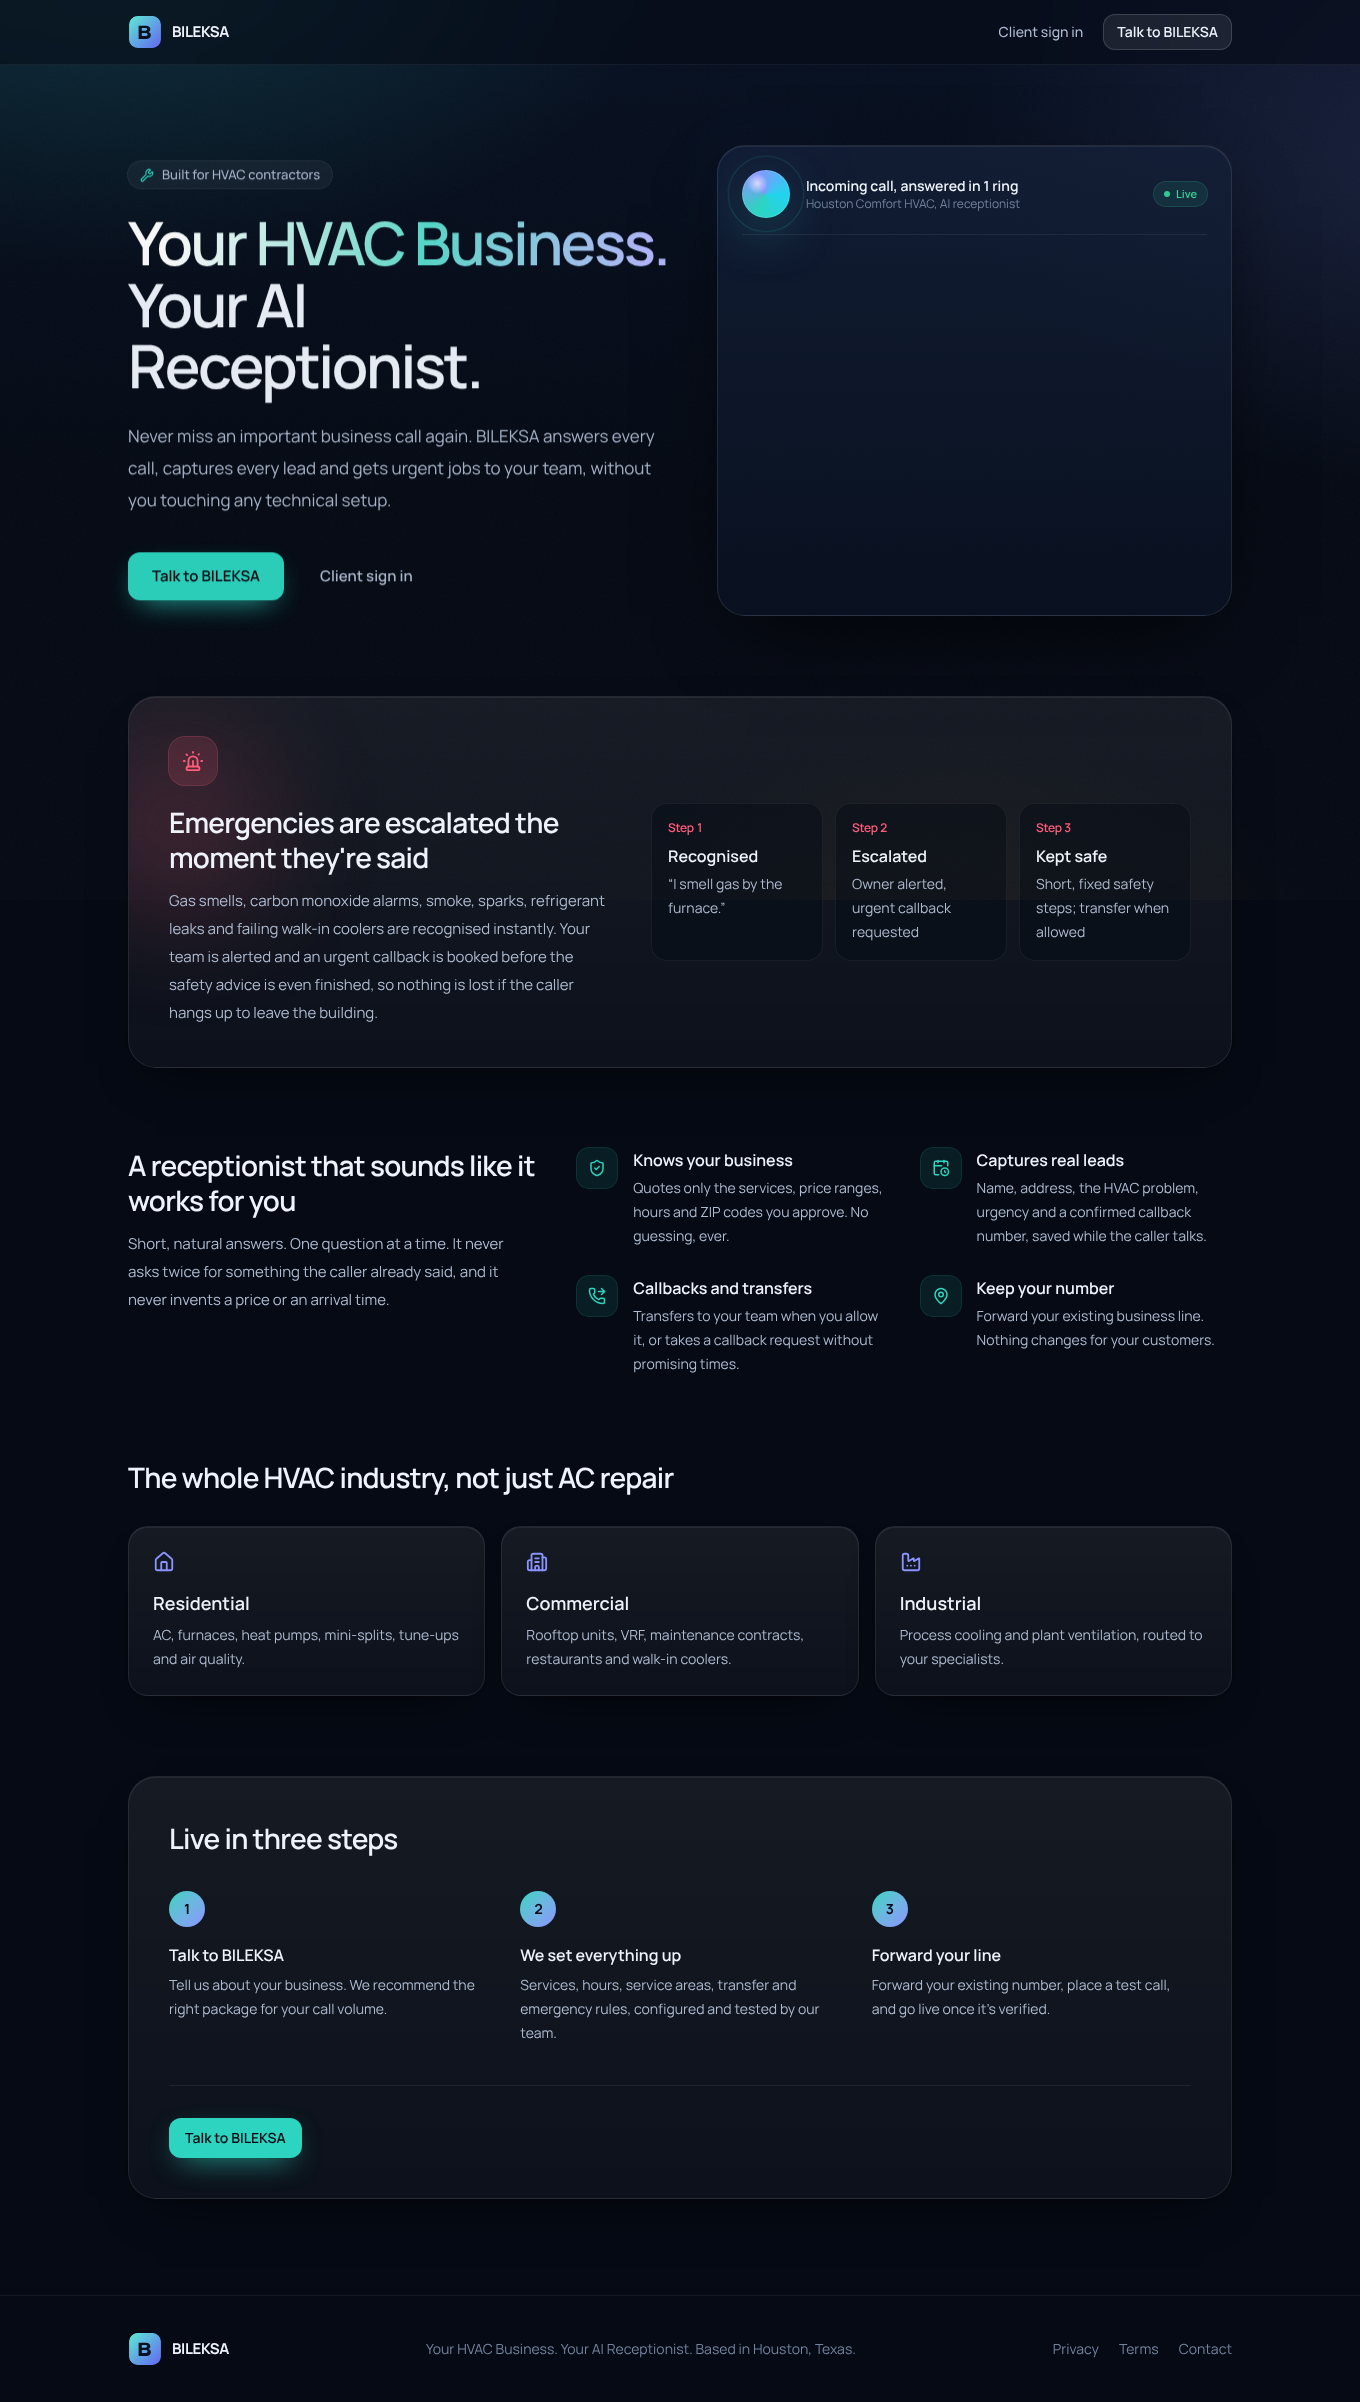 B BILEKSA
Client sign in
Talk to BILEKSA
Built for HVAC contractors
Your HVAC Business.
Your AI
Receptionist.
Never miss an important business call again. BILEKSA answers every
call, captures every lead and gets urgent jobs to your team, without
you touching any technical setup.
Talk to BILEKSA
Client sign in
Incoming call, answered in 1 ring
Houston Comfort HVAC, AI receptionist
Live
Emergencies are escalated the
moment they're said
Gas smells, carbon monoxide alarms, smoke, sparks, refrigerant
leaks and failing walk-in coolers are recognised instantly. Your
team is alerted and an urgent callback is booked before the
safety advice is even finished, so nothing is lost if the caller
hangs up to leave the building.
Step 1
Recognised
“I smell gas by the
furnace.”
Step 2
Escalated
Owner alerted,
urgent callback
requested
Step 3
Kept safe
Short, fixed safety
steps; transfer when
allowed
A receptionist that sounds like it
works for you
Short, natural answers. One question at a time. It never
asks twice for something the caller already said, and it
never invents a price or an arrival time.
Knows your business
Quotes only the services, price ranges,
hours and ZIP codes you approve. No
guessing, ever.
Captures real leads
Name, address, the HVAC problem,
urgency and a confirmed callback
number, saved while the caller talks.
Callbacks and transfers
Transfers to your team when you allow
it, or takes a callback request without
promising times.
Keep your number
Forward your existing business line.
Nothing changes for your customers.
The whole HVAC industry, not just AC repair
Residential
AC, furnaces, heat pumps, mini-splits, tune-ups
and air quality.
Commercial
Rooftop units, VRF, maintenance contracts,
restaurants and walk-in coolers.
Industrial
Process cooling and plant ventilation, routed to
your specialists.
Live in three steps
1
Talk to BILEKSA
Tell us about your business. We recommend the
right package for your call volume.
2
We set everything up
Services, hours, service areas, transfer and
emergency rules, configured and tested by our
team.
3
Forward your line
Forward your existing number, place a test call,
and go live once it's verified.
Talk to BILEKSA
B BILEKSA
Your HVAC Business. Your AI Receptionist. Based in Houston, Texas.
Privacy
Terms
Contact